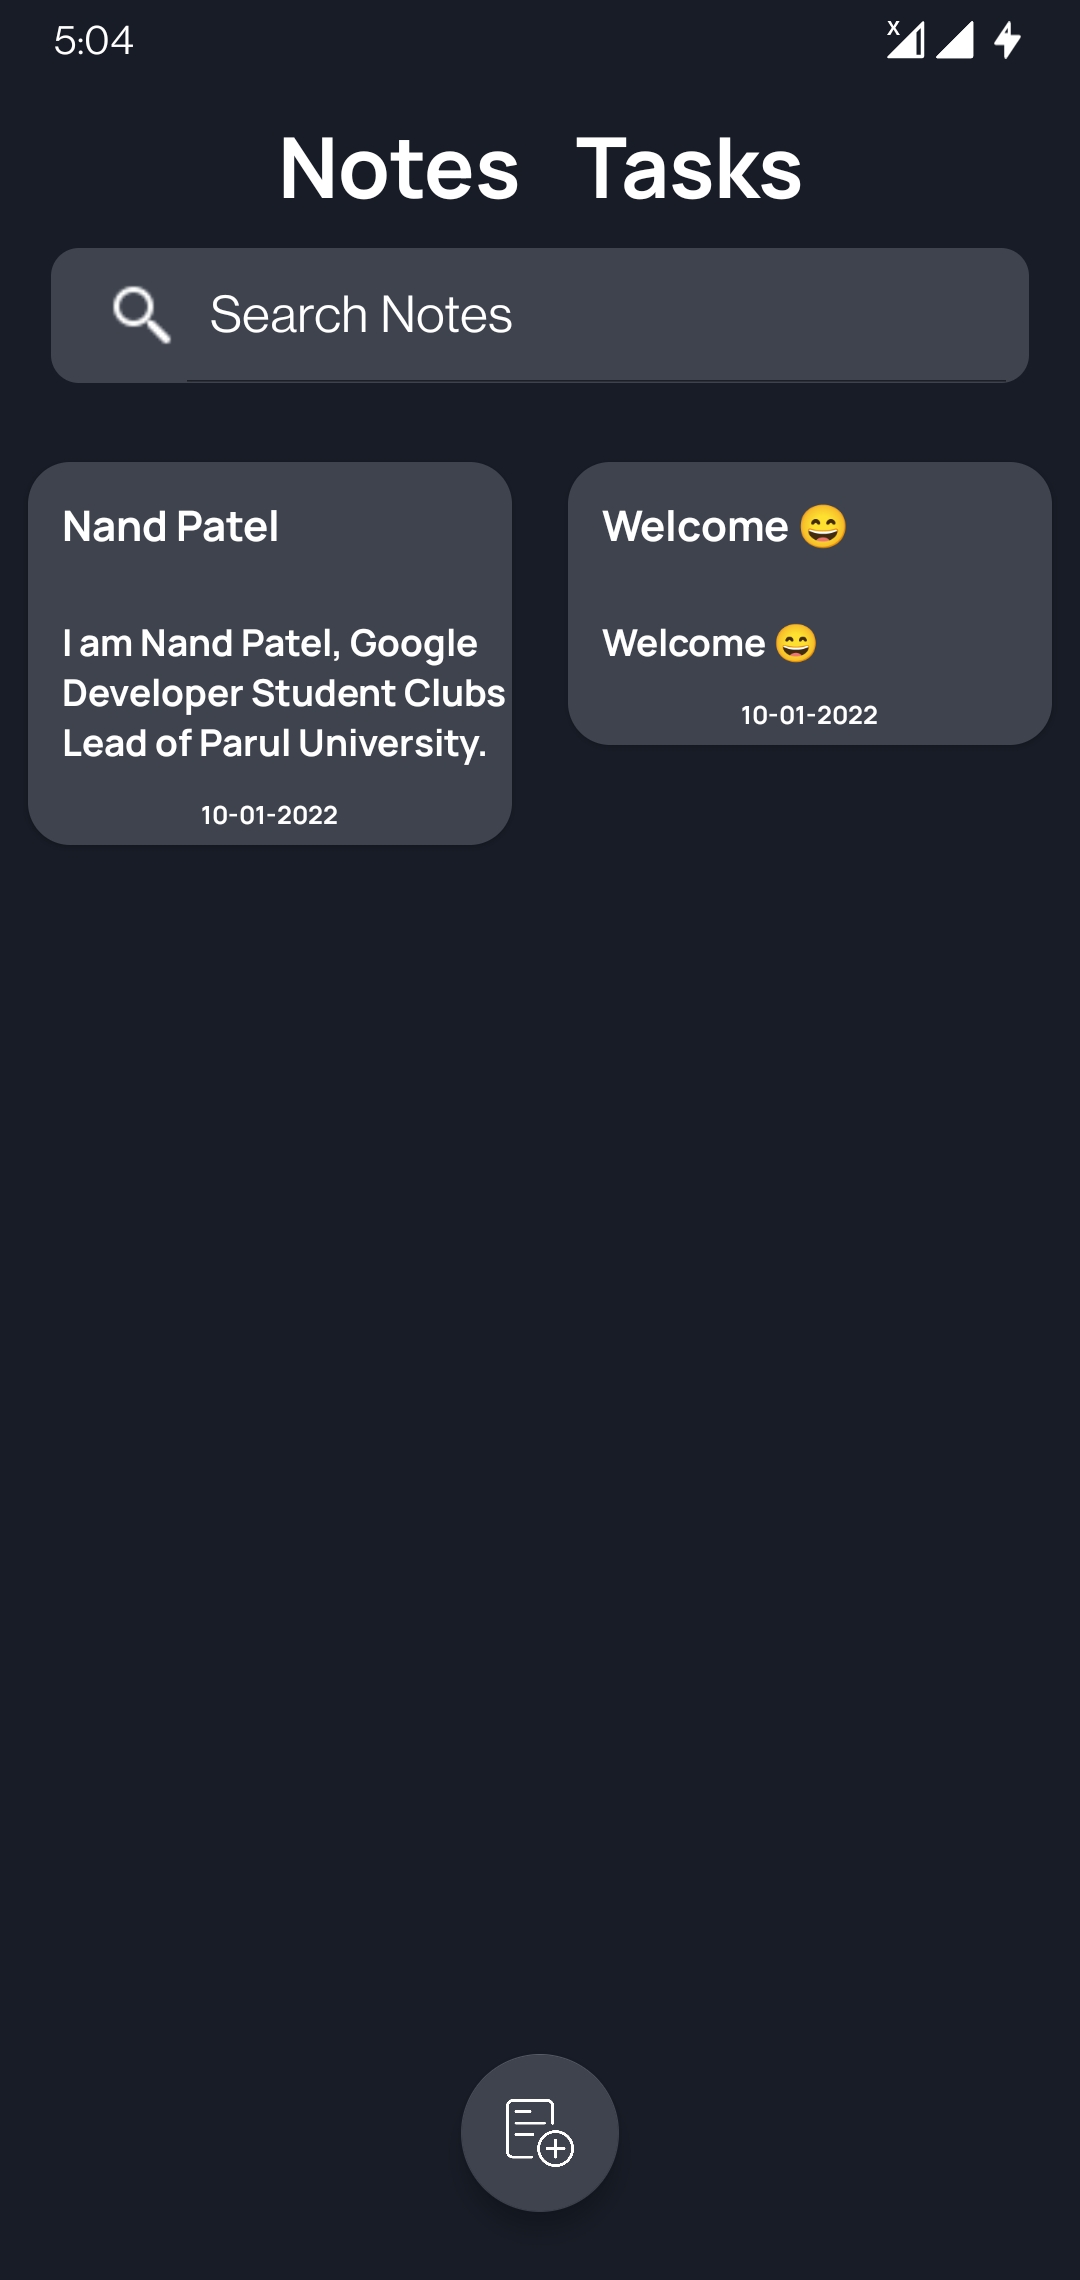 5:04
X
Notes Tasks
Search Notes
Nand Patel
I am Nand Patel, Google
Developer Student Clubs
Lead of Parul University.
10-01-2022
Welcome 😄
Welcome 😄
10-01-2022